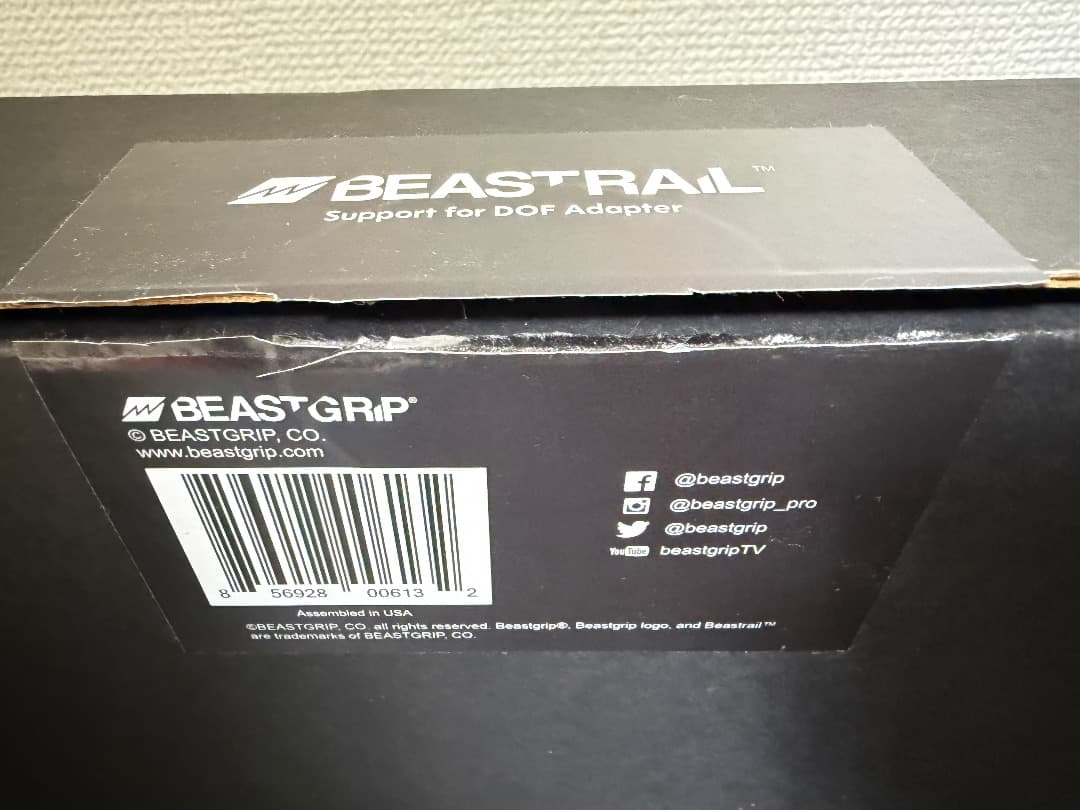 BEASTRAIL™
Support for DOF Adapter
BEASTGRIP®
© BEASTGRIP, CO.
www.beastgrip.com
8 56928 00613 2
Assembled in USA
©BEASTGRIP, CO. all rights reserved. Beastgrip®, Beastgrip logo, and Beastrail™
are trademarks of BEASTGRIP, CO.
@beastgrip
@beastgrip_pro
@beastgrip
YouTube beastgripTV